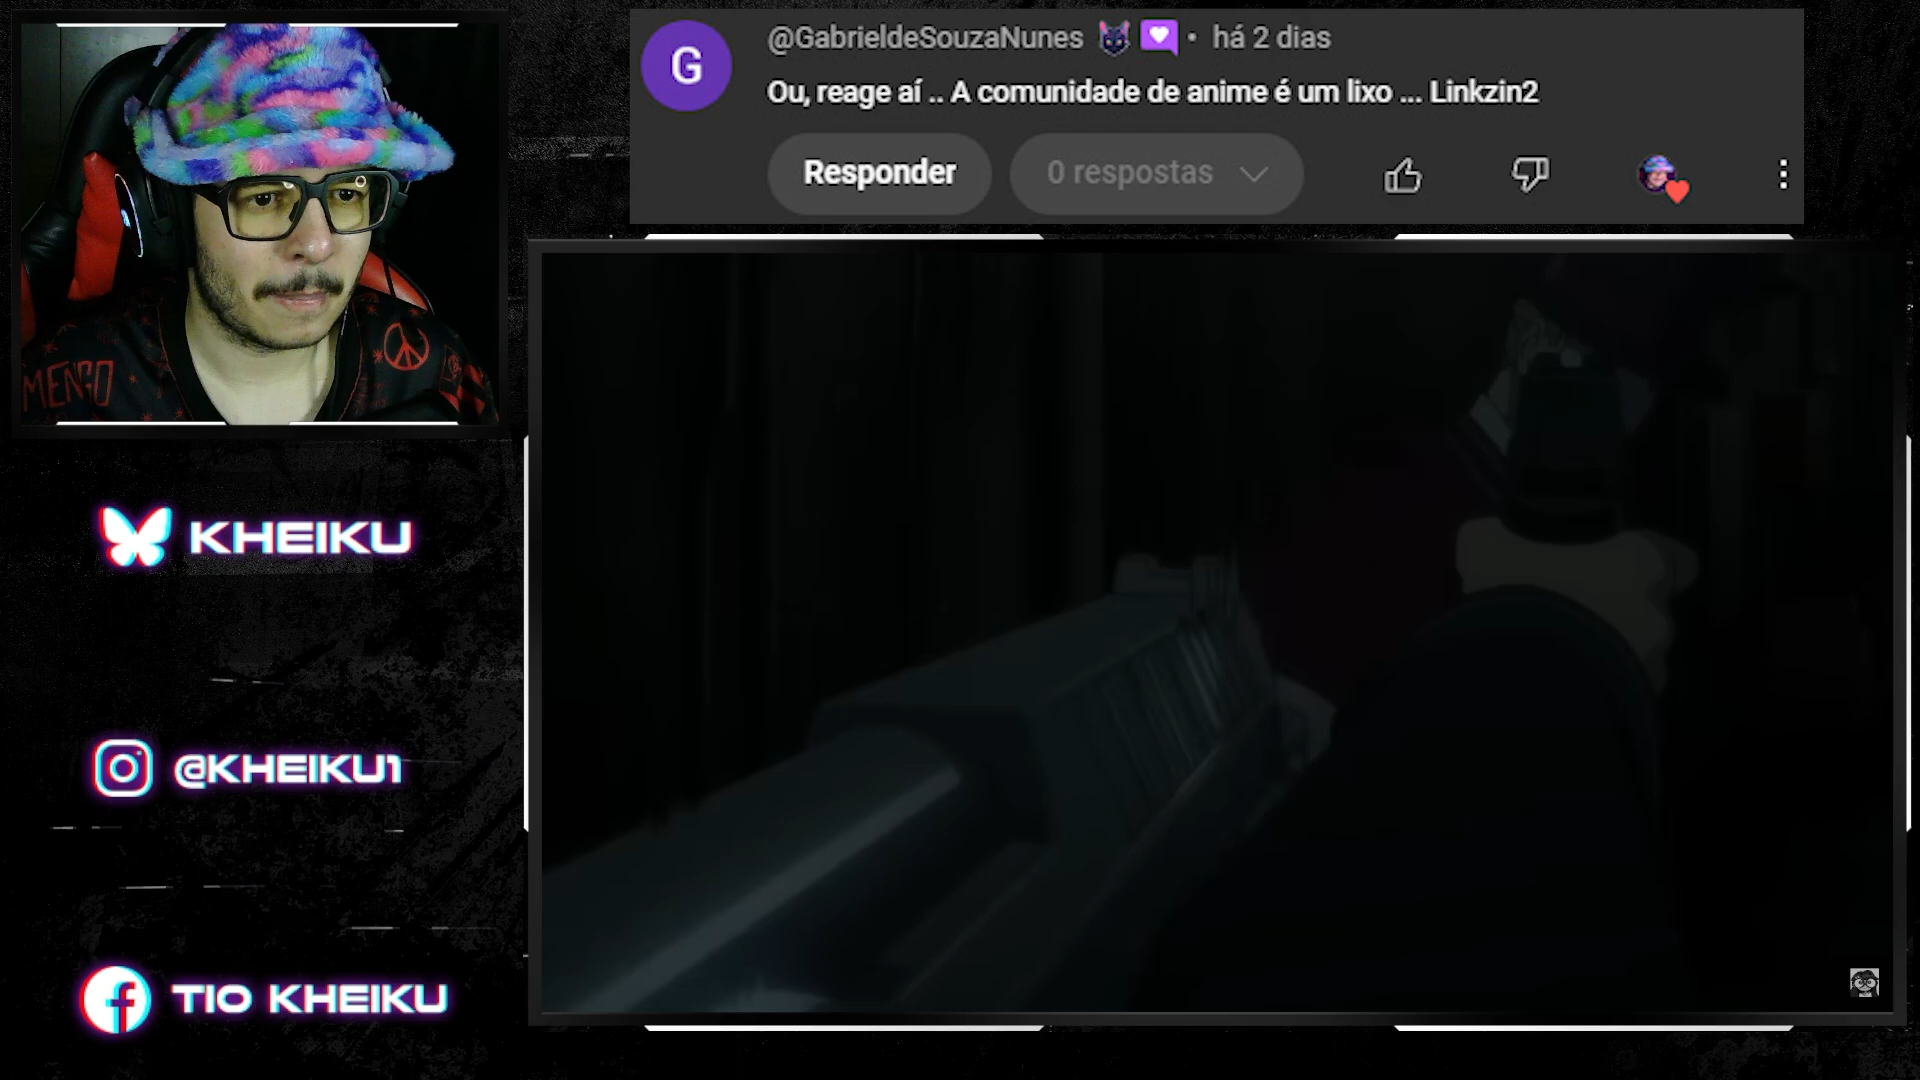 G
@GabrieldeSouzaNunes • há 2 dias
Ou, reage aí .. A comunidade de anime é um lixo ... Linkzin2
Responder
0 respostas
MENGO
KHEIKU
@KHEIKU1
TIO KHEIKU